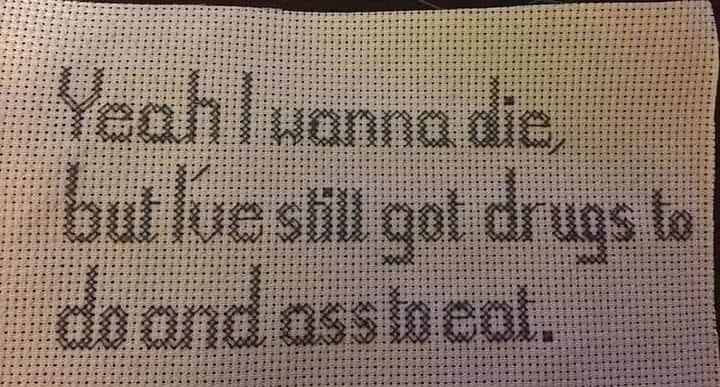 Yeah I wanna die,
but I've still got drugs to
do and ass to eat.